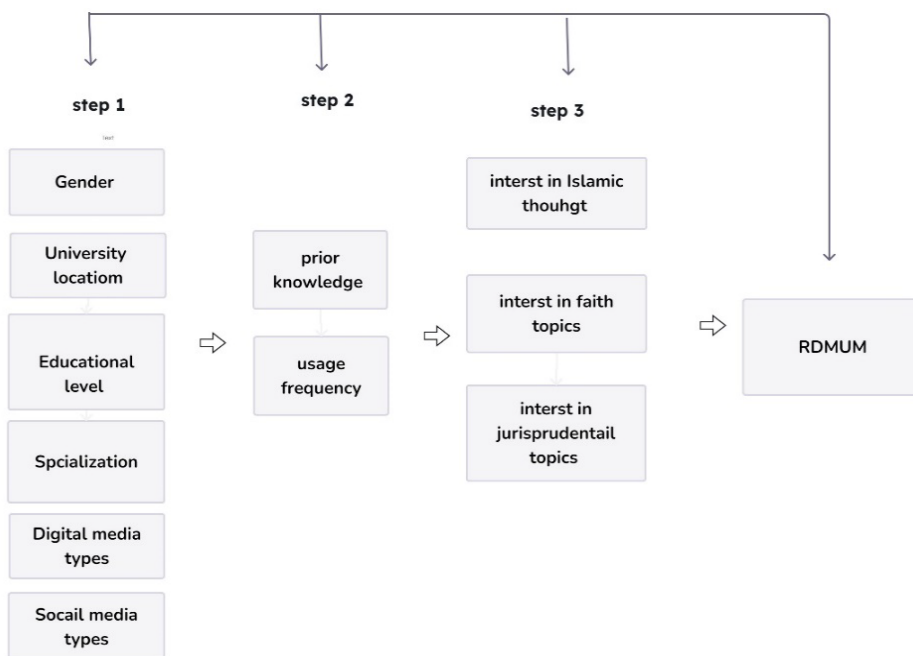 step 1
step 2
step 3
Gender
University
locatiom
Educational
level
Spcialization
Digital media
types
Socail media
types
prior
knowledge
usage
frequency
interst in Islamic
thouhgt
interst in faith
topics
interst in
jurisprudentail
topics
RDMUM